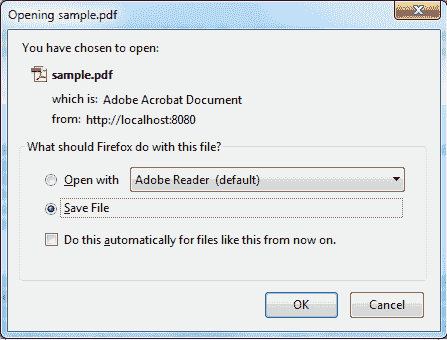 Opening sample.pdf
You have chosen to open:
sample.pdf
which is: Adobe Acrobat Document
from: http://localhost:8080
What should Firefox do with this file?
Open with Adobe Reader (default)
Save File
Do this automatically for files like this from now on.
OK Cancel